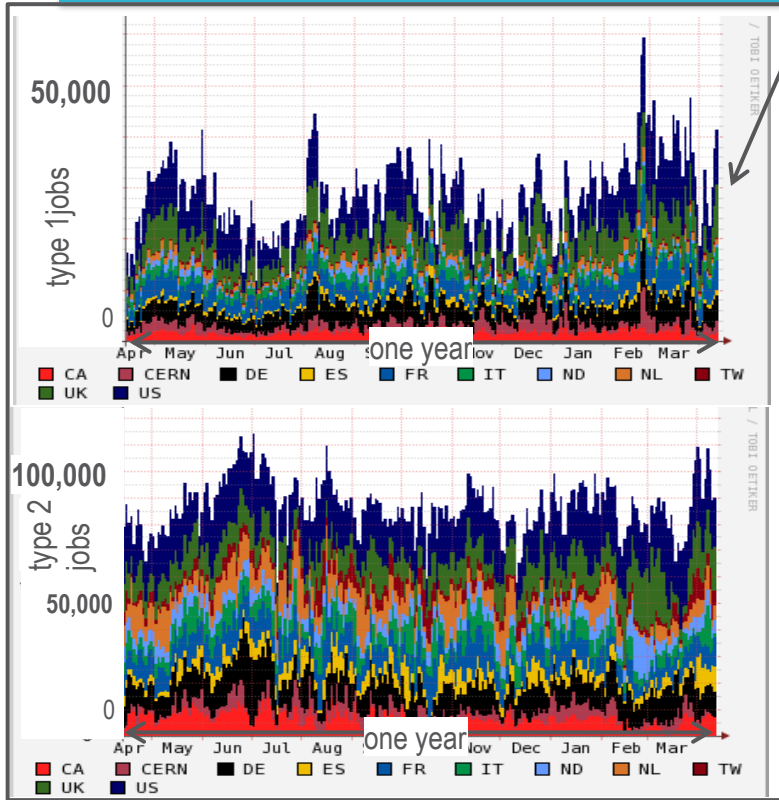 / TOBI OETIKER
50,000
type 1jobs
0
Apr May Jun Jul Aug S one year Nov Dec Jan Feb Mar
CA CERN DE ES FR IT ND NL TW
UK US
L / TOBI OETIKER
100,000
type 2
jobs
50,000
0
Apr May Jun Jul Aug one year Nov Dec Jan Feb Mar
CA CERN DE ES FR IT ND NL TW
UK US